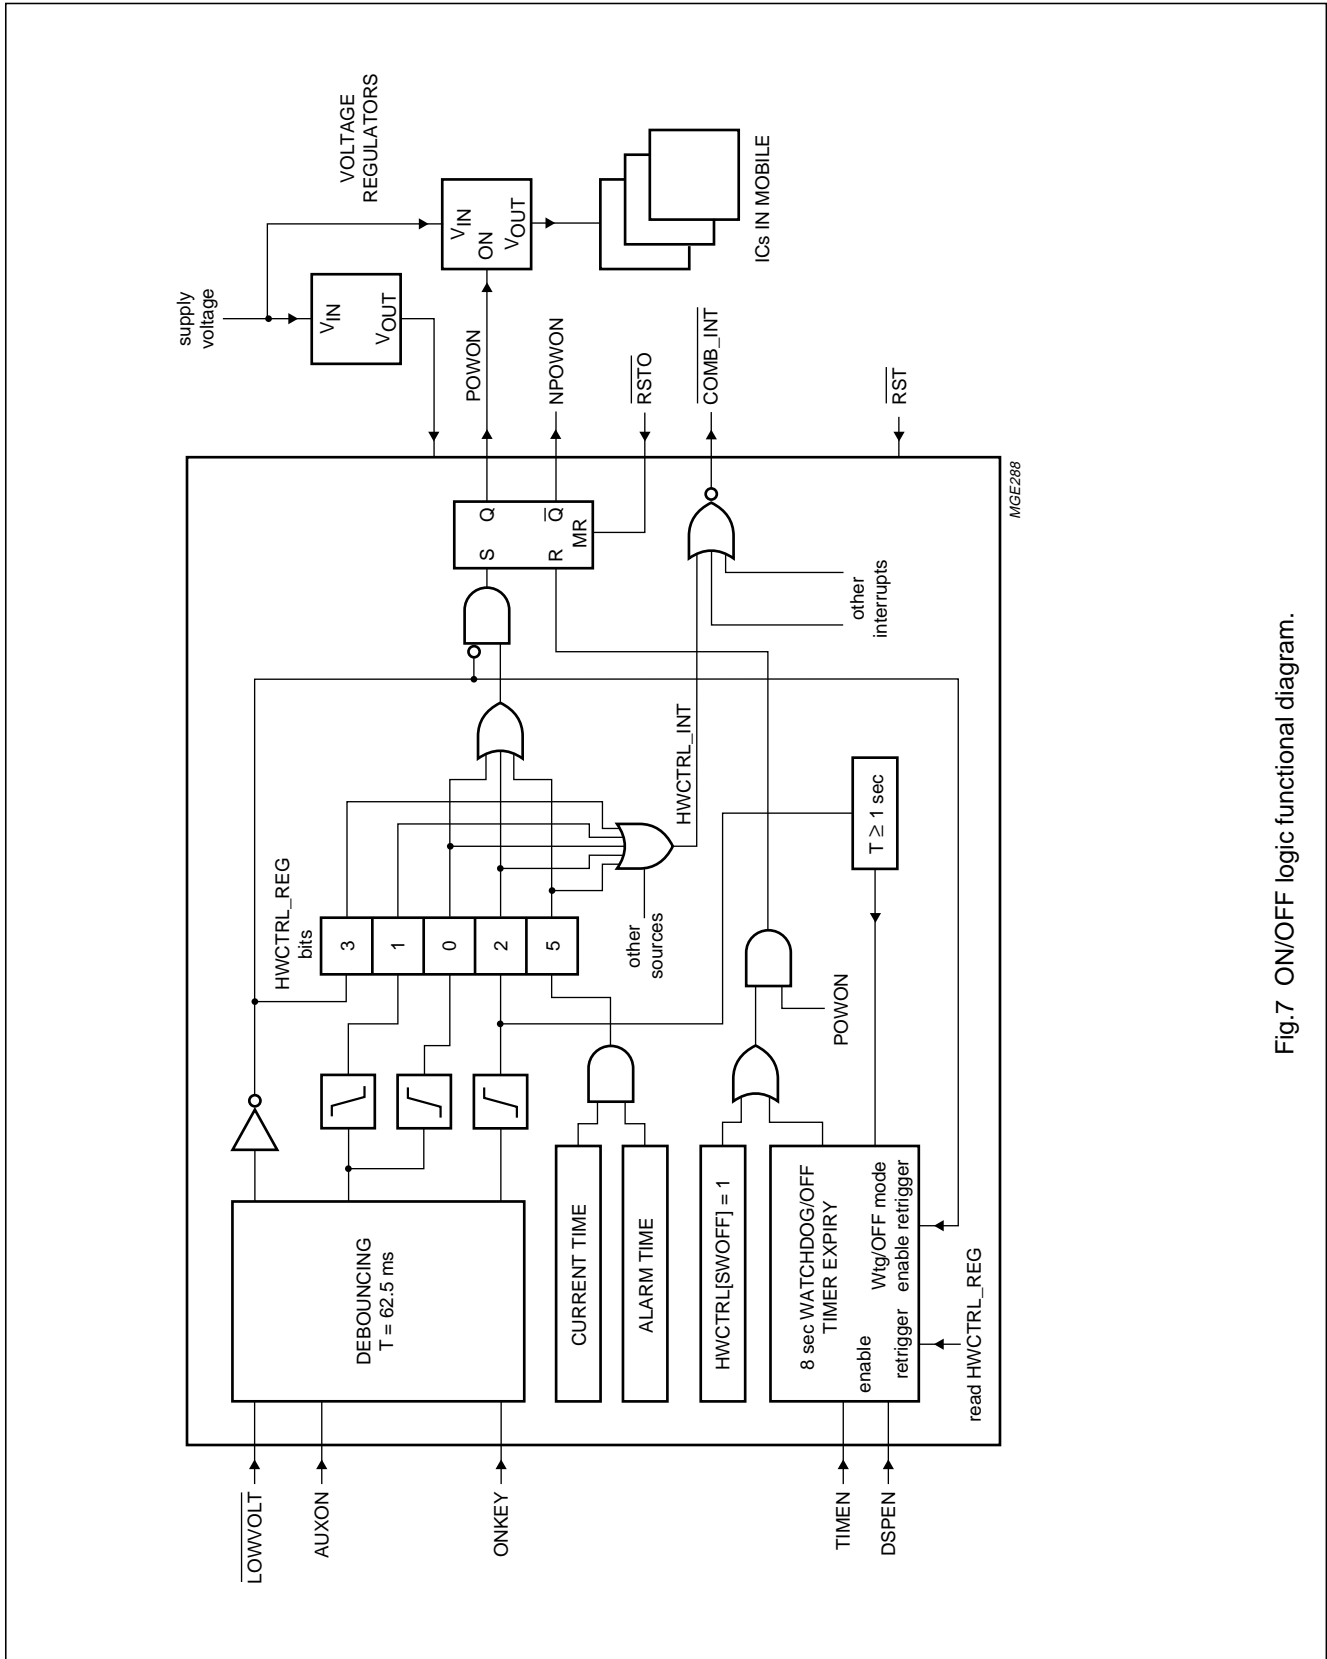 supply
voltage
VOLTAGE
REGULATORS
VIN
VOUT
VIN
ON
VOUT
ICs IN MOBILE
POWON
NPOWON
RSTO
COMB_INT
RST
MGE288
S
Q
R
Q
MR
other
interrupts
HWCTRL_INT
HWCTRL_REG
bits
3
1
0
2
5
other
sources
T ≥ 1 sec
POWON
DEBOUNCING
T = 62.5 ms
CURRENT TIME
ALARM TIME
HWCTRL[SWOFF] = 1
8 sec WATCHDOG/OFF
TIMER EXPIRY
Wtg/OFF mode
enable
retrigger
enable retrigger
read HWCTRL_REG
LOWVOLT
AUXON
ONKEY
TIMEN
DSPEN
Fig.7 ON/OFF logic functional diagram.